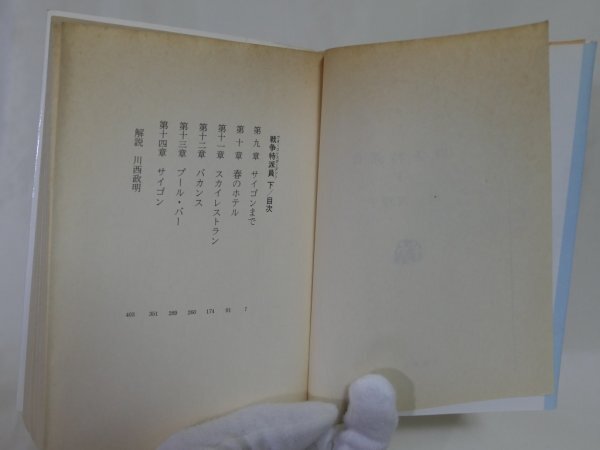 戦争特派員 下/目次
第九章 サイゴンまで 7
第十章 春のホテル 91
第十一章 スカイレストラン 174
第十二章 バカンス 260
第十三章 プール・バー 289
第十四章 サイゴン 351
解説 川西政明 403